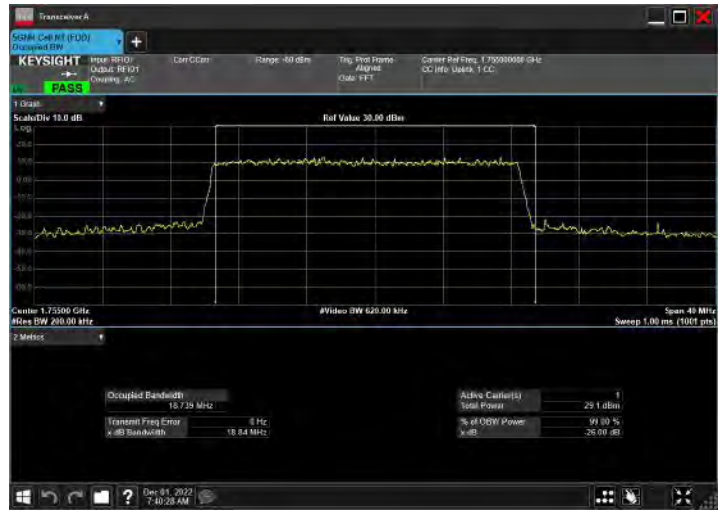 Transceiver A
5GNR Cell N1 (FDD)
Occupied BW
KEYSIGHT
Input: RFIO1
Output: RFIO1
Coupling: AC
Corr CCorr
Range: -60 dBm
Trig: Prot Frame
Aligned
Gate: FFT
Carrier Ref Freq: 1.755000000 GHz
CC Info: Uplink, 1 CC
PASS
1 Graph
Scale/Div 10.0 dB
Ref Value 30.00 dBm
Log
Center 1.75500 GHz
#Video BW 620.00 kHz
Span 40 MHz
#Res BW 200.00 kHz
Sweep 1.00 ms (1001 pts)
2 Metrics
Occupied Bandwidth
18.739 MHz
Active Carrier(s)
1
Total Power
29.1 dBm
Transmit Freq Error
0 Hz
x dB Bandwidth
18.84 MHz
% of OBW Power
99.00 %
x dB
-26.00 dB
?
Dec 01, 2022
7:40:28 AM